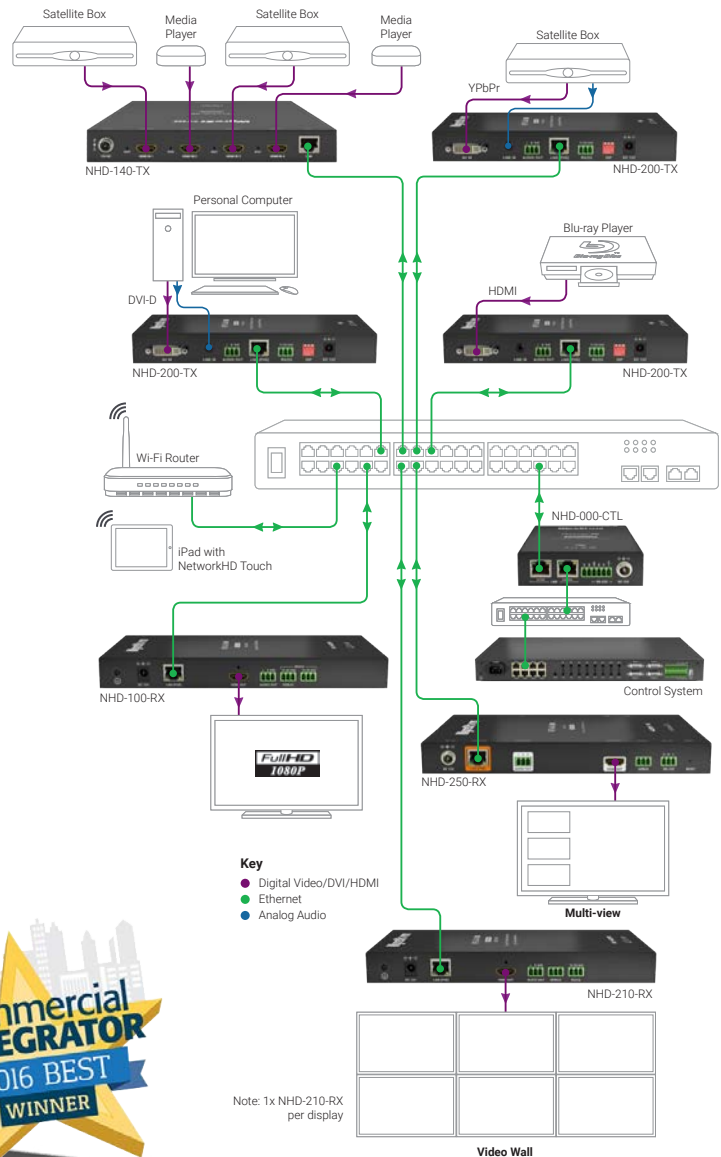 Satellite Box
Media
Player
Satellite Box
Media
Player
Satellite Box
YPbPr
NHD-140-TX
NHD-200-TX
Personal Computer
Blu-ray Player
DVI-D
HDMI
NHD-200-TX
NHD-200-TX
Wi-Fi Router
NHD-000-CTL
iPad with
NetworkHD Touch
Control System
NHD-100-RX
FullHD
1080P
NHD-250-RX
Key
Digital Video/DVI/HDMI
Ethernet
Analog Audio
Multi-view
NHD-210-RX
Note: 1x NHD-210-RX
per display
Video Wall
mmercial
EGRATOR
016 BEST
WINNER